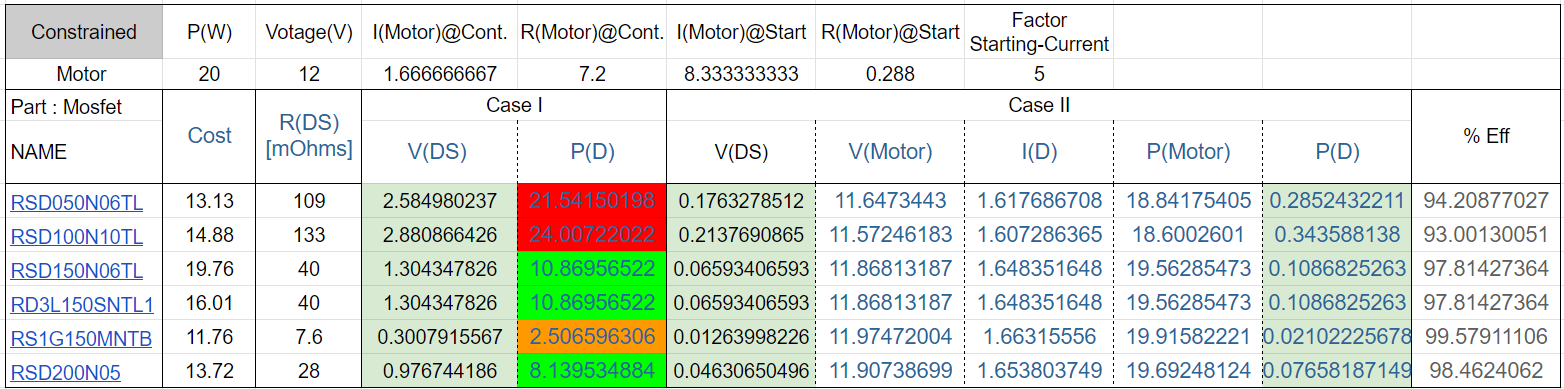 Constrained P(W) Votage(V) I(Motor)@Cont. R(Motor)@Cont. I(Motor)@Start R(Motor)@Start Factor Starting-Current
Motor 20 12 1.666666667 7.2 8.333333333 0.288 5
Part : Mosfet Cost R(DS) [mOhms] Case I Case II % Eff
NAME V(DS) P(D) V(DS) V(Motor) I(D) P(Motor) P(D)
RSD050N06TL 13.13 109 2.584980237 21.54150198 0.1763278512 11.6473443 1.617686708 18.84175405 0.2852432211 94.20877027
RSD100N10TL 14.88 133 2.880866426 24.00722022 0.2137690865 11.57246183 1.607286365 18.6002601 0.343588138 93.00130051
RSD150N06TL 19.76 40 1.304347826 10.86956522 0.06593406593 11.86813187 1.648351648 19.56285473 0.1086825263 97.81427364
RD3L150SNTL1 16.01 40 1.304347826 10.86956522 0.06593406593 11.86813187 1.648351648 19.56285473 0.1086825263 97.81427364
RS1G150MNTB 11.76 7.6 0.3007915567 2.506596306 0.01263998226 11.97472004 1.66315556 19.91582221 0.02102225678 99.57911106
RSD200N05 13.72 28 0.976744186 8.139534884 0.04630650496 11.90738699 1.653803749 19.69248124 0.07658187149 98.4624062